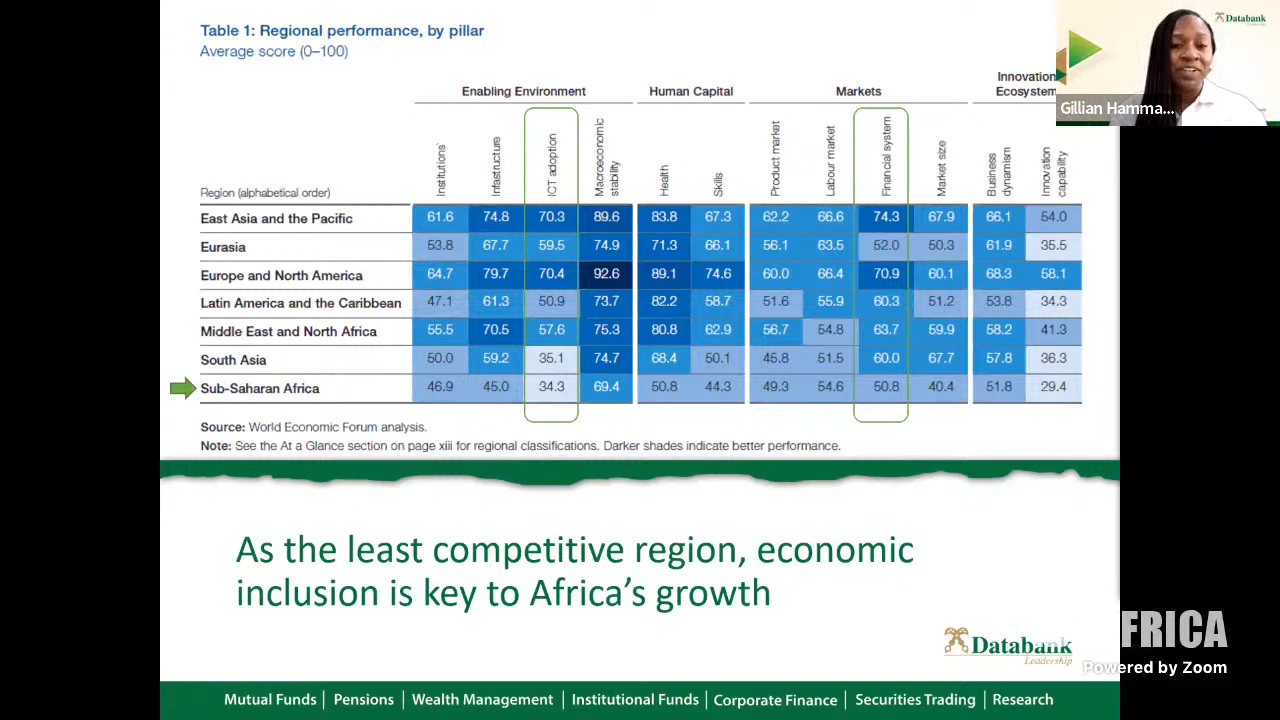 Table 1: Regional performance, by pillar
Average score (0–100)
Enabling Environment Human Capital Markets Innovation Ecosystem
Region (alphabetical order) Institutions Infastructure ICT adoption Macroeconomic stability Health Skills Product market Labour market Financial system Market size Business dynamism Innovation capability
East Asia and the Pacific 61.6 74.8 70.3 89.6 83.8 67.3 62.2 66.6 74.3 67.9 66.1 54.0
Eurasia 53.8 67.7 59.5 74.9 71.3 66.1 56.1 63.5 52.0 50.3 61.9 35.5
Europe and North America 64.7 79.7 70.4 92.6 89.1 74.6 60.0 66.4 70.9 60.1 68.3 58.1
Latin America and the Caribbean 47.1 61.3 50.9 73.7 82.2 58.7 51.6 55.9 60.3 51.2 53.8 34.3
Middle East and North Africa 55.5 70.5 57.6 75.3 80.8 62.9 56.7 54.8 63.7 59.9 58.2 41.3
South Asia 50.0 59.2 35.1 74.7 68.4 50.1 45.8 51.5 60.0 67.7 57.8 36.3
Sub-Saharan Africa 46.9 45.0 34.3 69.4 50.8 44.3 49.3 54.6 50.8 40.4 51.8 29.4
Source: World Economic Forum analysis.
Note: See the At a Glance section on page xiii for regional classifications. Darker shades indicate better performance.
Databank
Leadership
Gillian Hamma...
As the least competitive region, economic
inclusion is key to Africa's growth
Databank
Leadership
FRICA
Powered by Zoom
Mutual Funds | Pensions | Wealth Management | Institutional Funds | Corporate Finance | Securities Trading | Research